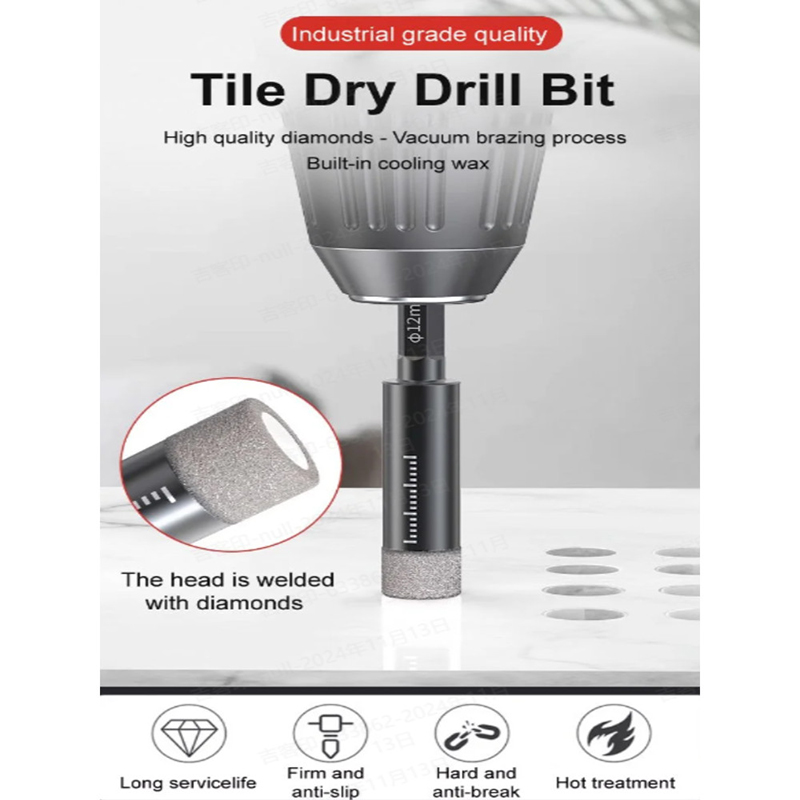 Industrial grade quality
Tile Dry Drill Bit
High quality diamonds - Vacuum brazing process
Built-in cooling wax
φ12m
The head is welded
with diamonds
Long servicelife
Firm and
anti-slip
Hard and
anti-break
Hot treatment